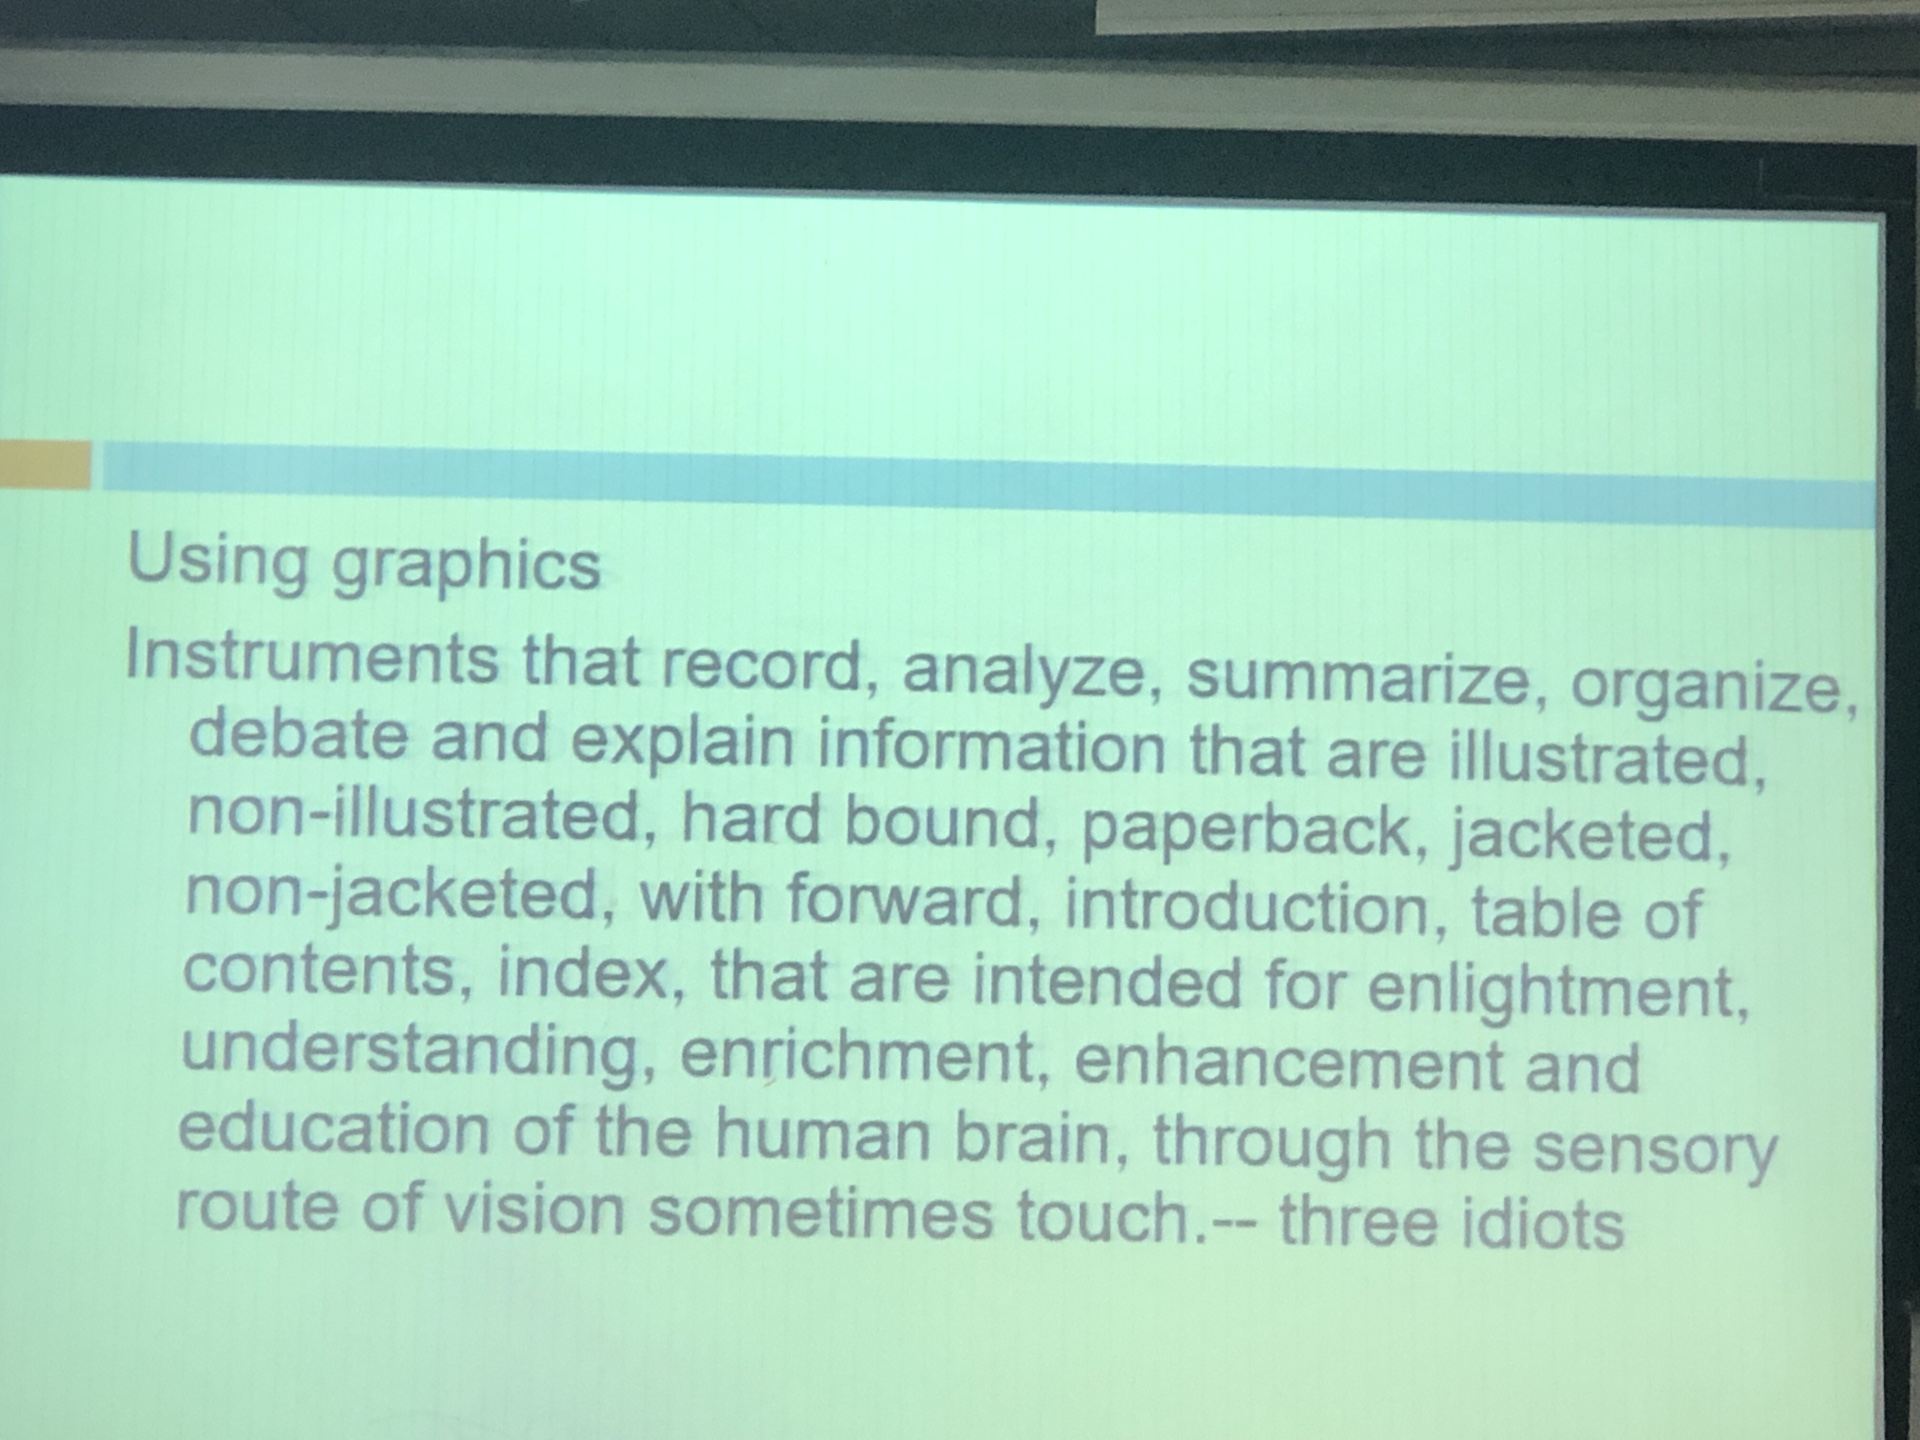 Using graphics
Instruments that record, analyze, summarize, organize,
debate and explain information that are illustrated,
non-illustrated, hard bound, paperback, jacketed,
non-jacketed, with forward, introduction, table of
contents, index, that are intended for enlightment,
understanding, enrichment, enhancement and
education of the human brain, through the sensory
route of vision sometimes touch.-- three idiots